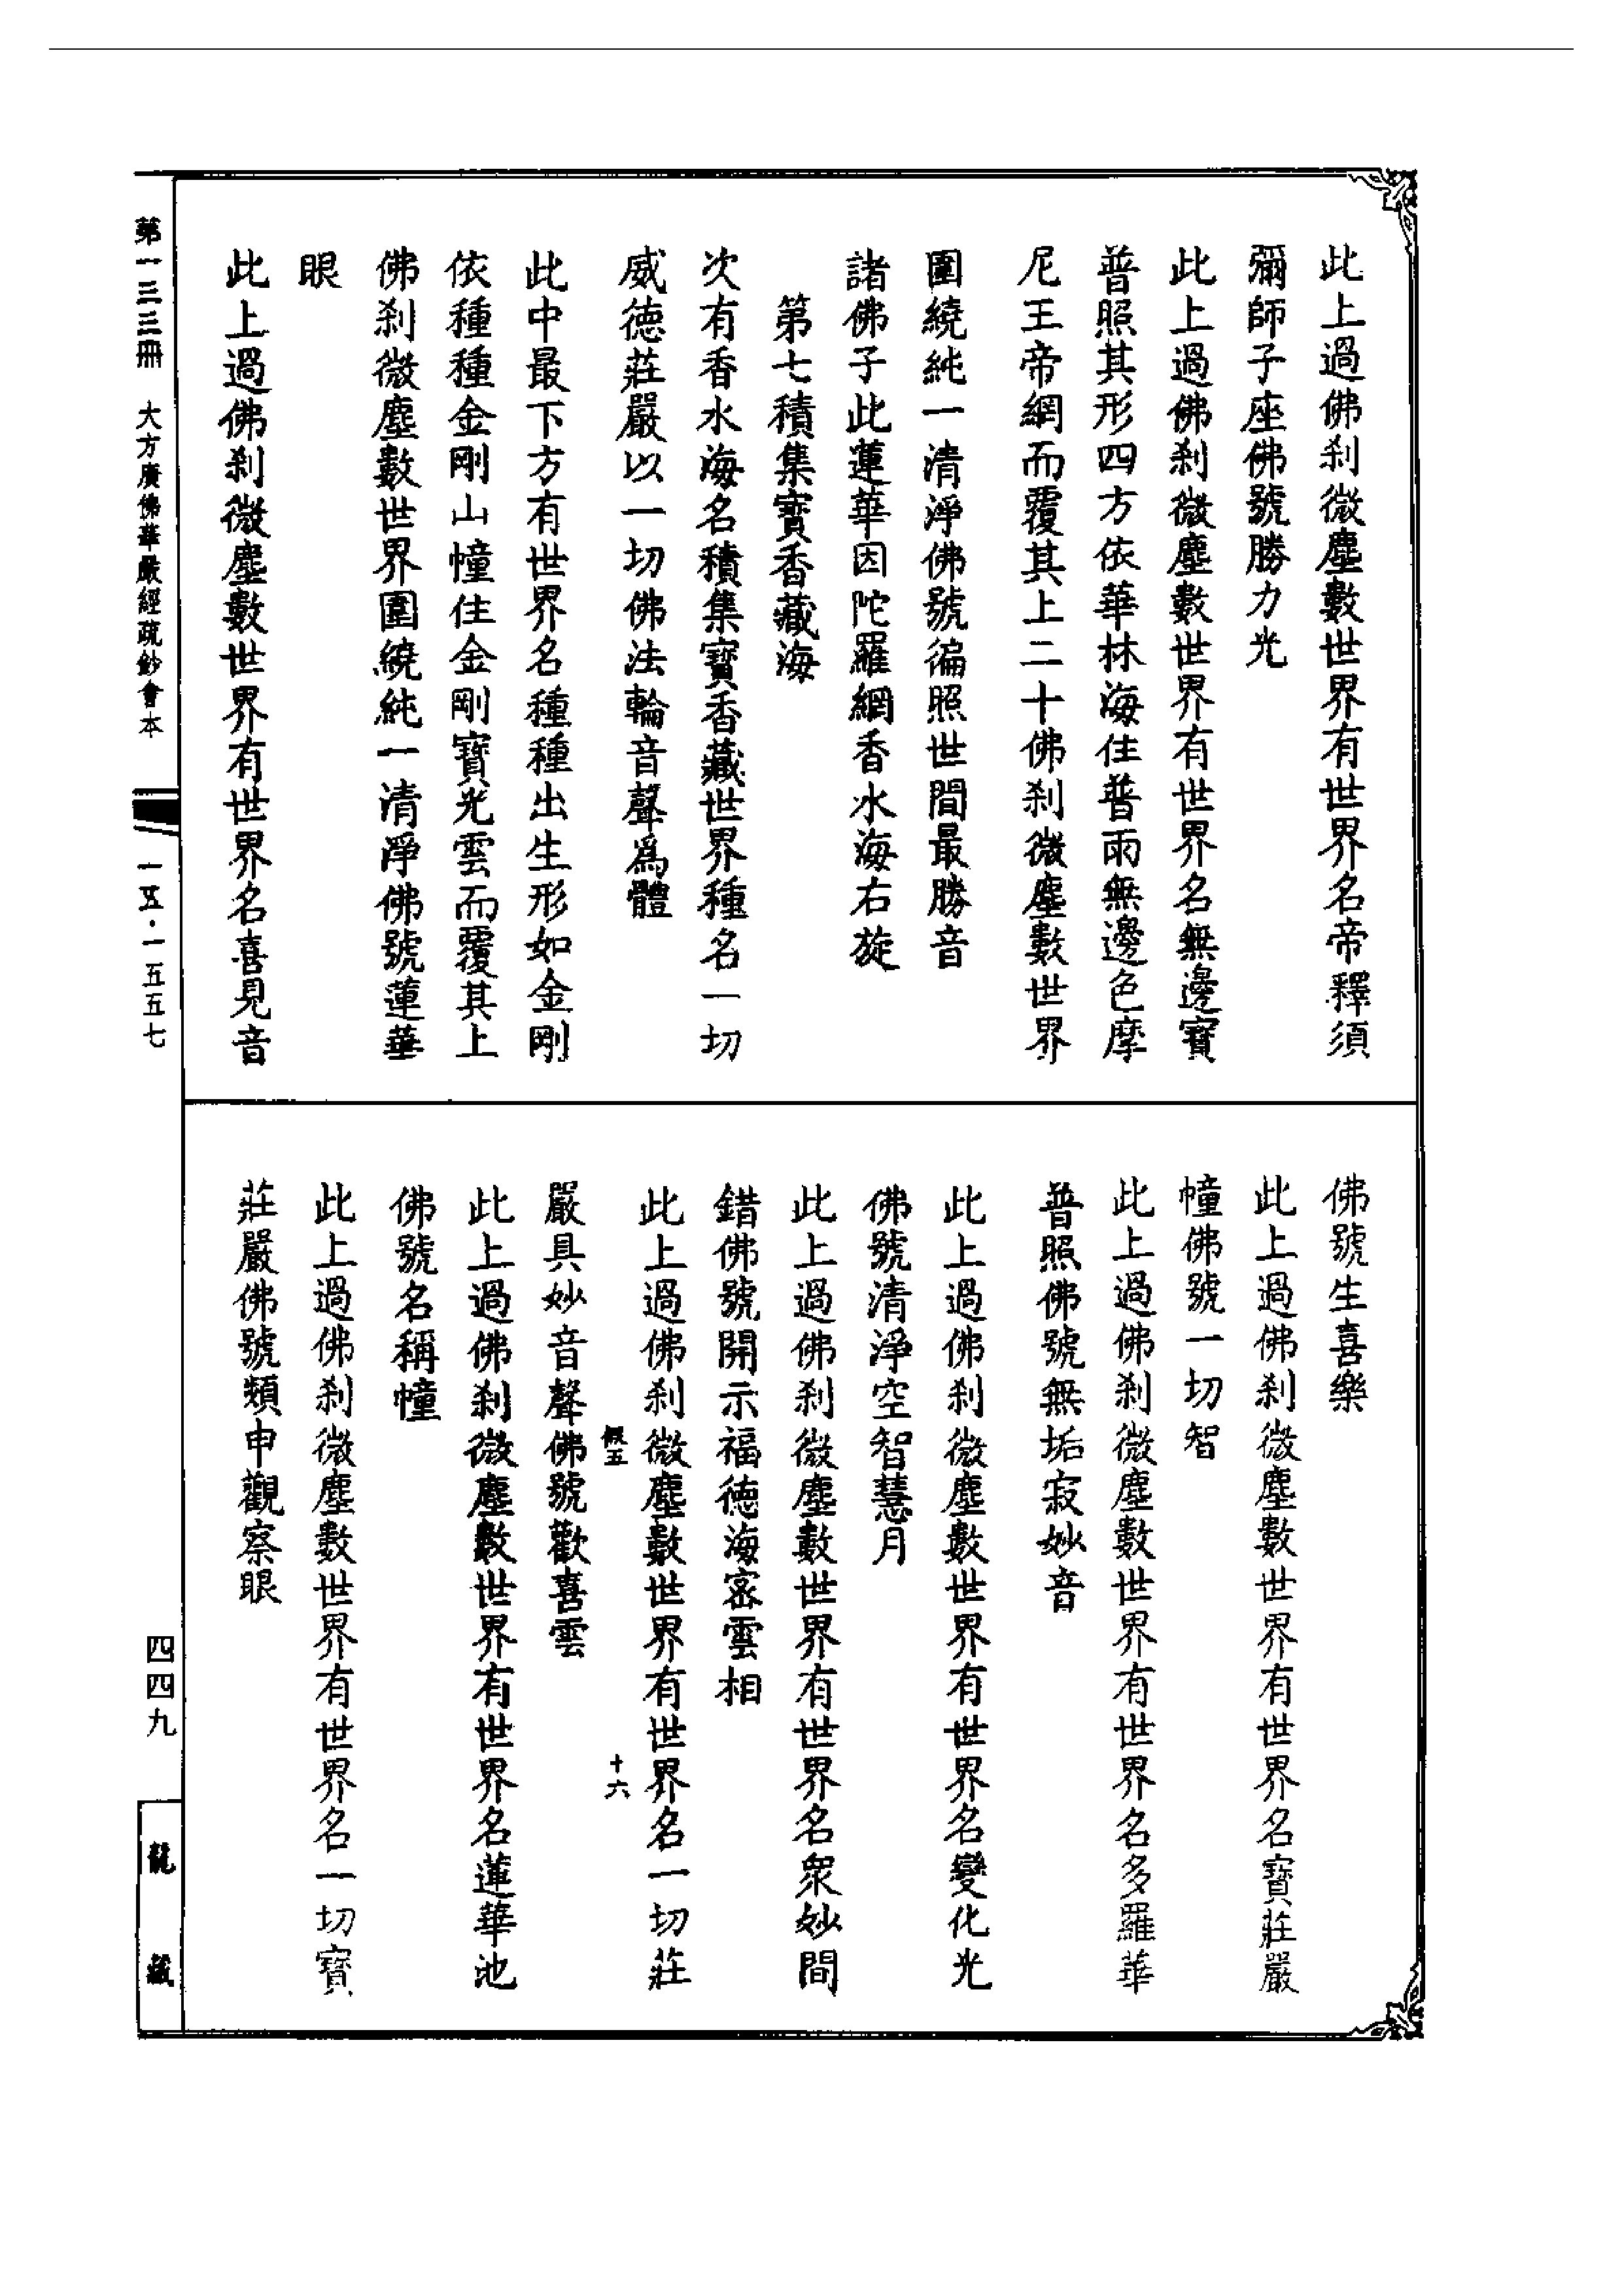 此上過佛剎微塵數世界有世界名帝釋須
彌師子座佛號勝力光
此上過佛剎微塵數世界有世界名無邊寶
普照其形四方依華林海住普雨無邊色摩
尼王帝網而覆其上二十佛剎微塵數世界
圍繞純一清淨佛號徧照世間最勝音
諸佛子此蓮華因陀羅網香水海右旋
第七積集寶香藏海
次有香水海名積集寶香藏世界種名一切
威德莊嚴以一切佛法輪音聲爲體
此中最下方有世界名種種出生形如金剛
依種種金剛山幢住金剛寶光雲而覆其上
佛剎微塵數世界圍繞純一清淨佛號蓮華
眼
此上過佛剎微塵數世界有世界名喜見音
佛號生喜樂
此上過佛剎微塵數世界有世界名寶莊嚴
幢佛號一切智
此上過佛剎微塵數世界有世界名多羅華
普照佛號無垢寂妙音
此上過佛剎微塵數世界有世界名變化光
佛號清淨空智慧月
此上過佛剎微塵數世界有世界名衆妙間
錯佛號開示福德海密雲相
此上過佛剎微塵數世界有世界名一切莊
假五 十六
嚴具妙音聲佛號歡喜雲
此上過佛剎微塵數世界有世界名蓮華池
佛號名稱幢
此上過佛剎微塵數世界有世界名一切寶
莊嚴佛號頻申觀察眼
第一三三冊 大方廣佛華嚴經疏鈔會本 一五·一五五七
四四九
龍藏